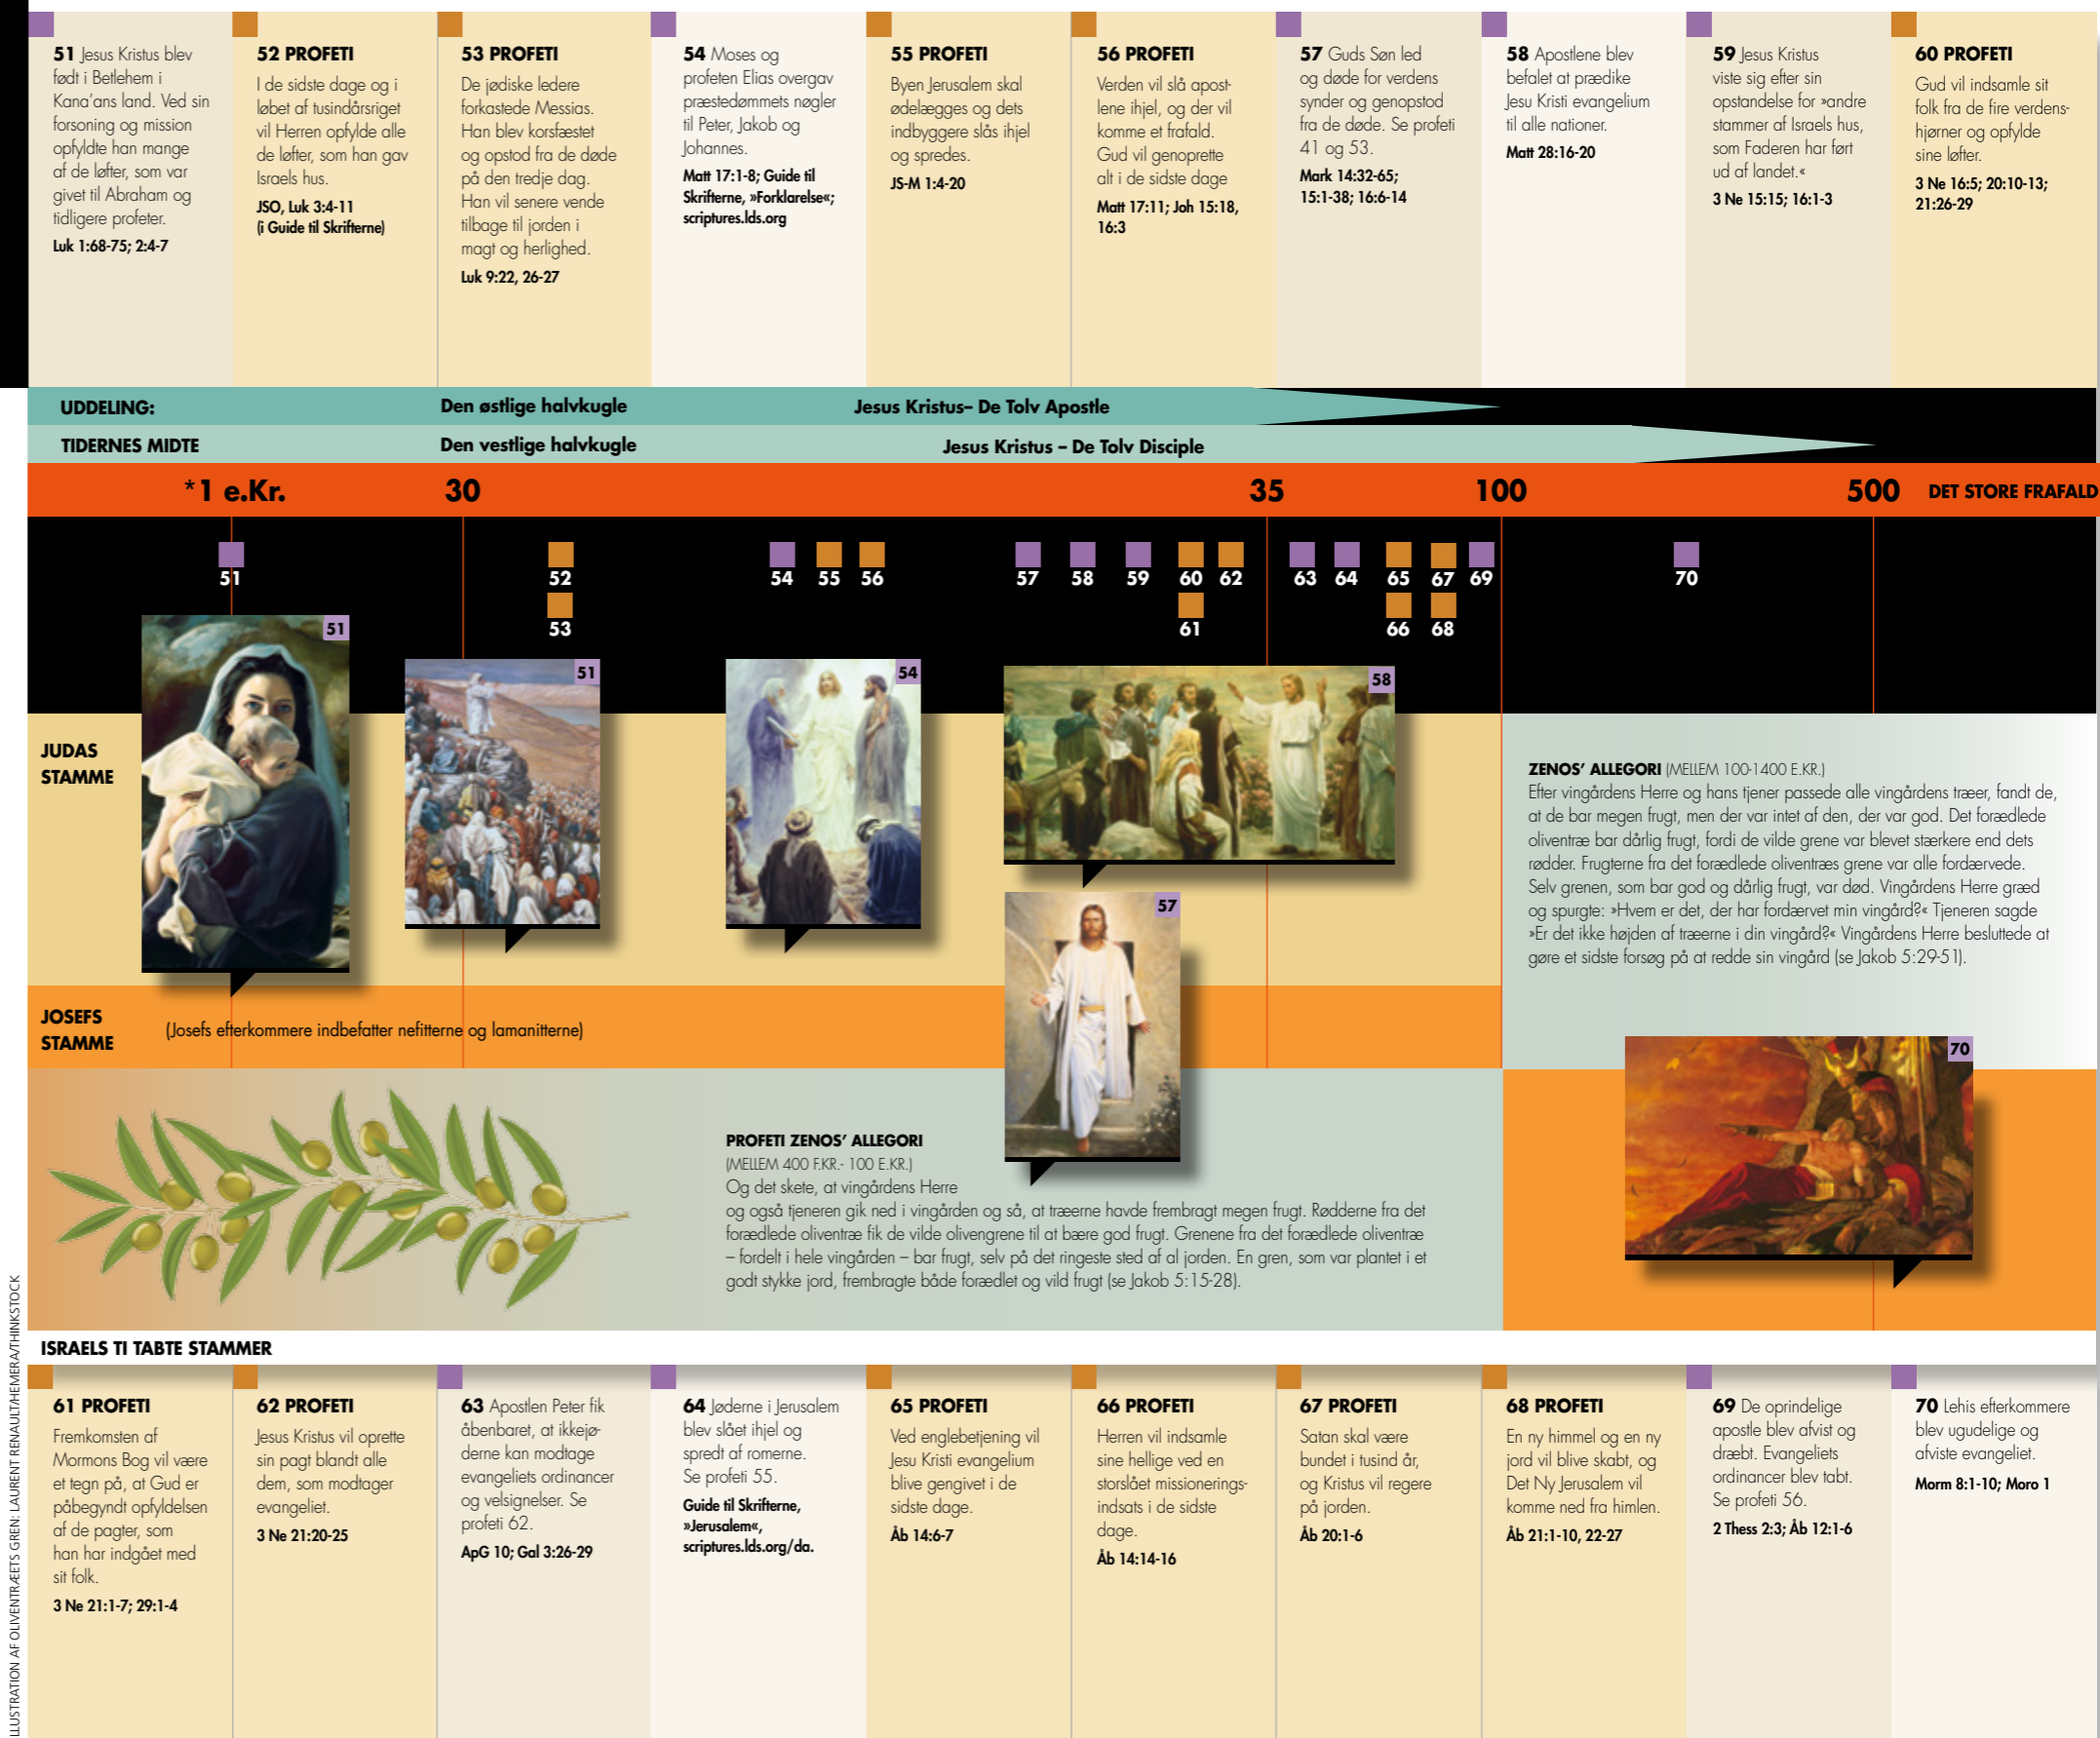 51 Jesus Kristus blev
født i Betlehem i
Kana'ans land. Ved sin
forsoning og mission
opfyldte han mange
af de løfter, som var
givet til Abraham og
tidligere profeter.
Luk 1:68-75; 2:4-7
52 PROFETI
I de sidste dage og i
løbet af tusindårsriget
vil Herren opfylde alle
de løfter, som han gav
Israels hus.
JSO, Luk 3:4-11
(i Guide til Skrifterne)
53 PROFETI
De jødiske ledere
forkastede Messias.
Han blev korsfæstet
og opstod fra de døde
på den tredje dag.
Han vil senere vende
tilbage til jorden i
magt og herlighed.
Luk 9:22, 26-27
54 Moses og
profeten Elias overgav
præstedømmets nøgler
til Peter, Jakob og
Johannes.
Matt 17:1-8; Guide til
Skrifterne, »Forklarelse«;
scriptures.lds.org
55 PROFETI
Byen Jerusalem skal
ødelægges og dets
indbyggere slås ihjel
og spredes.
JS-M 1:4-20
56 PROFETI
Verden vil slå apost-
lene ihjel, og der vil
komme et frafald.
Gud vil genoprette
alt i de sidste dage
Matt 17:11; Joh 15:18,
16:3
57 Guds Søn led
og døde for verdens
synder og genopstod
fra de døde. Se profeti
41 og 53.
Mark 14:32-65;
15:1-38; 16:6-14
58 Apostlene blev
befalet at prædike
Jesu Kristi evangelium
til alle nationer.
Matt 28:16-20
59 Jesus Kristus
viste sig efter sin
opstandelse for »andre
stammer af Israels hus,
som Faderen har ført
ud af landet.«
3 Ne 15:15; 16:1-3
60 PROFETI
Gud vil indsamle sit
folk fra de fire verdens-
hjørner og opfylde
sine løfter.
3 Ne 16:5; 20:10-13;
21:26-29
UDDELING: Den østlige halvkugle Jesus Kristus– De Tolv Apostle
TIDERNES MIDTE Den vestlige halvkugle Jesus Kristus – De Tolv Disciple
*1 e.Kr. 30 35 100 500 DET STORE FRAFALD
51 52 54 55 56 57 58 59 60 62 63 64 65 67 69 70
53 61 66 68
51
51
54
58
JUDAS
STAMME
ZENOS' ALLEGORI (MELLEM 100-1400 E.KR.)
Efter vingårdens Herre og hans tjener passede alle vingårdens træer, fandt de,
at de bar megen frugt, men der var intet af den, der var god. Det forædlede
oliventræ bar dårlig frugt, fordi de vilde grene var blevet stærkere end dets
rødder. Frugterne fra det forædlede oliventræs grene var alle fordærvede.
Selv grenen, som bar god og dårlig frugt, var død. Vingårdens Herre græd
og spurgte: »Hvem er det, der har fordærvet min vingård?« Tjeneren sagde
»Er det ikke højden af træerne i din vingård?« Vingårdens Herre besluttede at
gøre et sidste forsøg på at redde sin vingård (se Jakob 5:29-51).
57
JOSEFS
STAMME
(Josefs efterkommere indbefatter nefitterne og lamanitterne)
70
PROFETI ZENOS' ALLEGORI
(MELLEM 400 F.KR.- 100 E.KR.)
Og det skete, at vingårdens Herre
og også tjeneren gik ned i vingården og så, at træerne havde frembragt megen frugt. Rødderne fra det
forædlede oliventræ fik de vilde olivengrene til at bære god frugt. Grenene fra det forædlede oliventræ
– fordelt i hele vingården – bar frugt, selv på det ringeste sted af al jorden. En gren, som var plantet i et
godt stykke jord, frembragte både forædlet og vild frugt (se Jakob 5:15-28).
ISRAELS TI TABTE STAMMER
61 PROFETI
Fremkomsten af
Mormons Bog vil være
et tegn på, at Gud er
påbegyndt opfyldelsen
af de pagter, som
han har indgået med
sit folk.
3 Ne 21:1-7; 29:1-4
62 PROFETI
Jesus Kristus vil oprette
sin pagt blandt alle
dem, som modtager
evangeliet.
3 Ne 21:20-25
63 Apostlen Peter fik
åbenbaret, at ikkejø-
derne kan modtage
evangeliets ordinancer
og velsignelser. Se
profeti 62.
ApG 10; Gal 3:26-29
64 Jøderne i Jerusalem
blev slået ihjel og
spredt af romerne.
Se profeti 55.
Guide til Skrifterne,
»Jerusalem«,
scriptures.lds.org/da.
65 PROFETI
Ved englebetjening vil
Jesu Kristi evangelium
blive gengivet i de
sidste dage.
Åb 14:6-7
66 PROFETI
Herren vil indsamle
sine hellige ved en
storslået missionerings-
indsats i de sidste
dage.
Åb 14:14-16
67 PROFETI
Satan skal være
bundet i tusind år,
og Kristus vil regere
på jorden.
Åb 20:1-6
68 PROFETI
En ny himmel og en ny
jord vil blive skabt, og
Det Ny Jerusalem vil
komme ned fra himlen.
Åb 21:1-10, 22-27
69 De oprindelige
apostle blev afvist og
dræbt. Evangeliets
ordinancer blev tabt.
Se profeti 56.
2 Thess 2:3; Åb 12:1-6
70 Lehis efterkommere
blev ugudelige og
afviste evangeliet.
Morm 8:1-10; Moro 1
LLUSTRATION AF OLIVENTRÆETS GREN: LAURENT RENAULT/HEMERA/THINKSTOCK